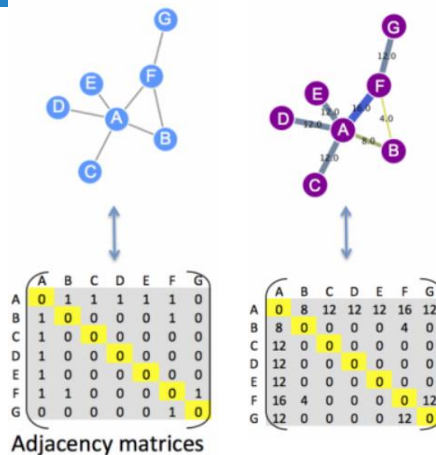 G
E
F
D
A
B
C
G
12.0
F
E
12.0
16.0
D
12.0
A
4.0
8.0
B
12.0
C
A B C D E F G
A 0 1 1 1 1 1 0
B 1 0 0 0 0 1 0
C 1 0 0 0 0 0 0
D 1 0 0 0 0 0 0
E 1 0 0 0 0 0 0
F 1 1 0 0 0 0 1
G 0 0 0 0 0 1 0
A B C D E F G
A 0 8 12 12 12 16 12
B 8 0 0 0 0 4 0
C 12 0 0 0 0 0 0
D 12 0 0 0 0 0 0
E 12 0 0 0 0 0 0
F 16 4 0 0 0 0 12
G 12 0 0 0 0 12 0
Adjacency matrices